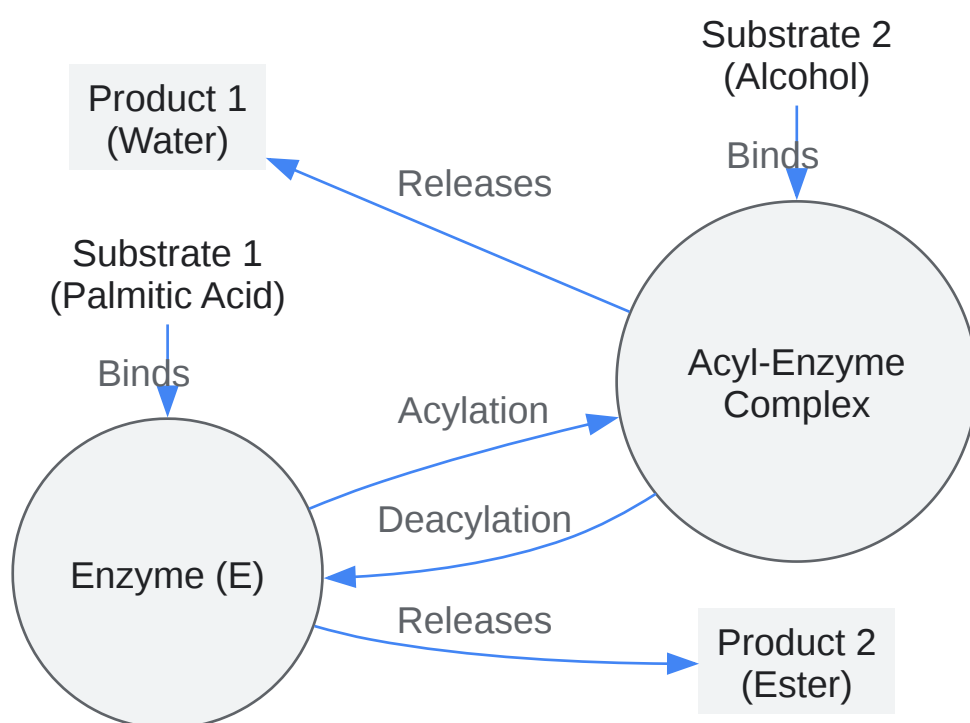 Substrate 2
(Alcohol)
Product 1
(Water)
Binds
Releases
Substrate 1
(Palmitic Acid)
Binds
Acyl-Enzyme
Complex
Acylation
Deacylation
Enzyme (E)
Releases
Product 2
(Ester)